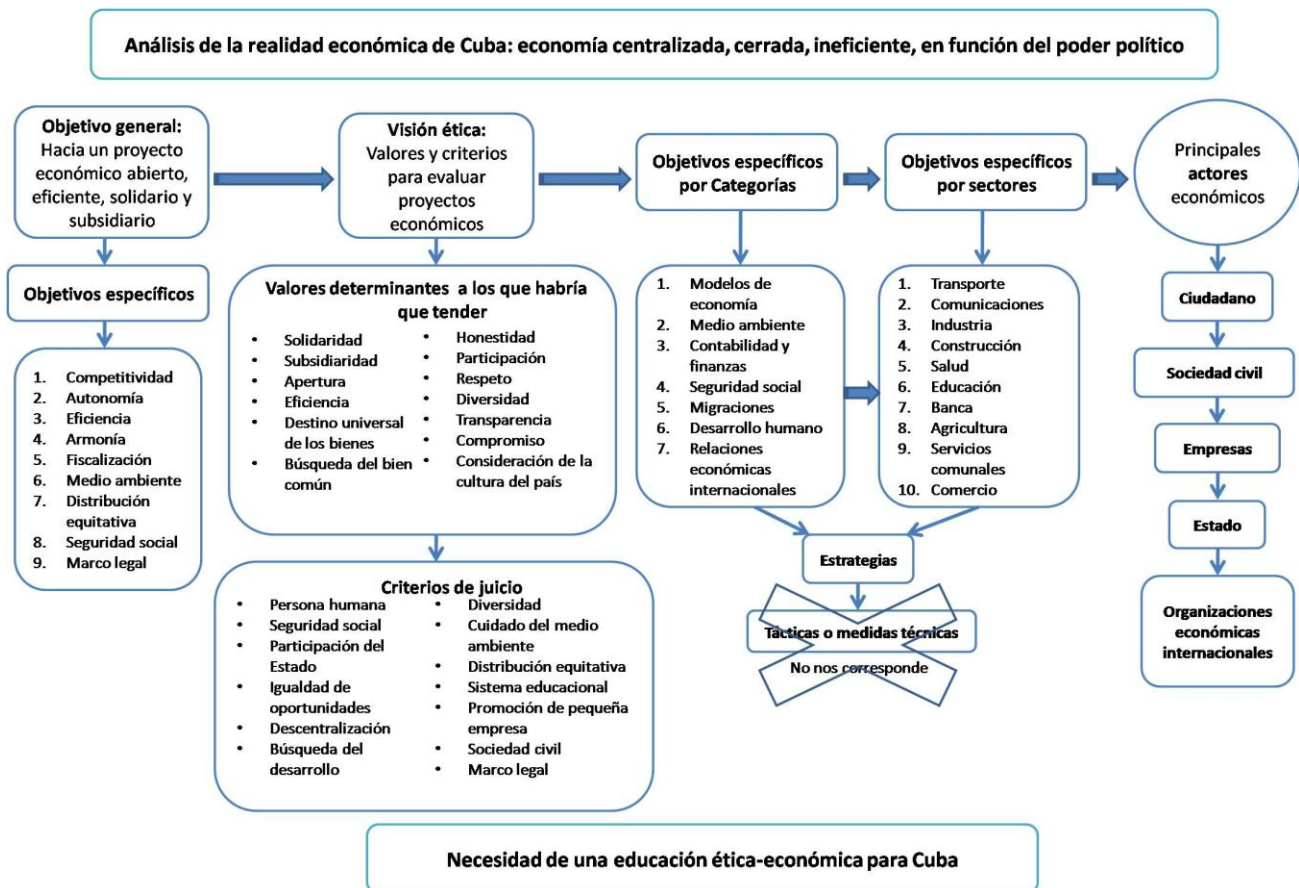 Análisis de la realidad económica de Cuba: economía centralizada, cerrada, ineficiente, en función del poder político
Objetivo general:
Hacia un proyecto
económico abierto,
eficiente, solidario y
subsidiario
Objetivos específicos
1. Competitividad
2. Autonomía
3. Eficiencia
4. Armonía
5. Fiscalización
6. Medio ambiente
7. Distribución
equitativa
8. Seguridad social
9. Marco legal
Visión ética:
Valores y criterios
para evaluar
proyectos
económicos
Valores determinantes a los que habría
que tender
• Solidaridad
• Subsidiaridad
• Apertura
• Eficiencia
• Destino universal
de los bienes
• Búsqueda del bien
común
• Honestidad
• Participación
• Respeto
• Diversidad
• Transparencia
• Compromiso
• Consideración de la
cultura del país
Criterios de juicio
• Persona humana
• Seguridad social
• Participación del
Estado
• Igualdad de
oportunidades
• Descentralización
• Búsqueda del
desarrollo
• Diversidad
• Cuidado del medio
ambiente
• Distribución equitativa
• Sistema educacional
• Promoción de pequeña
empresa
• Sociedad civil
• Marco legal
Objetivos específicos
por Categorías
1. Modelos de
economía
2. Medio ambiente
3. Contabilidad y
finanzas
4. Seguridad social
5. Migraciones
6. Desarrollo humano
7. Relaciones
económicas
internacionales
Objetivos específicos
por sectores
1. Transporte
2. Comunicaciones
3. Industria
4. Construcción
5. Salud
6. Educación
7. Banca
8. Agricultura
9. Servicios
comunales
10. Comercio
Estrategias
Tácticas o medidas técnicas
No nos corresponde
Principales
actores
económicos
Ciudadano
Sociedad civil
Empresas
Estado
Organizaciones
económicas
internacionales
Necesidad de una educación ética-económica para Cuba